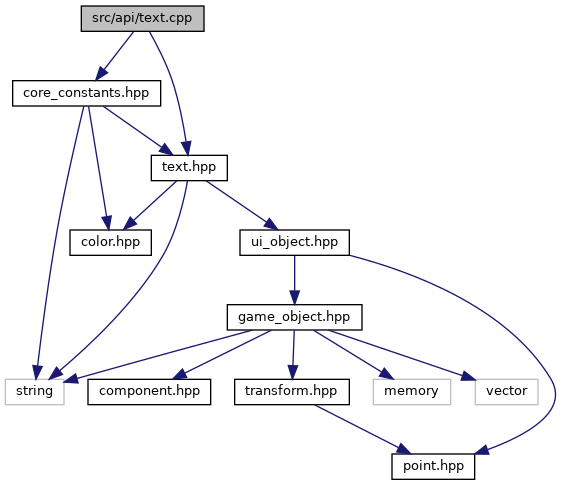 src/api/text.cpp
core_constants.hpp
text.hpp
color.hpp
ui_object.hpp
game_object.hpp
string
component.hpp
transform.hpp
memory
vector
point.hpp